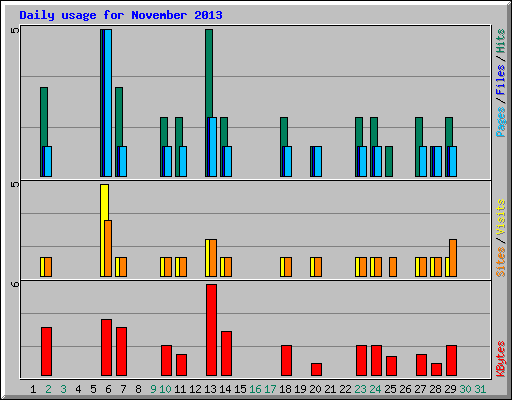 Daily usage for November 2013
5
Pages / Files / Hits
5
Sites / Visits
6
KBytes
1 2 3 4 5 6 7 8 9 10 11 12 13 14 15 16 17 18 19 20 21 22 23 24 25 26 27 28 29 30 31